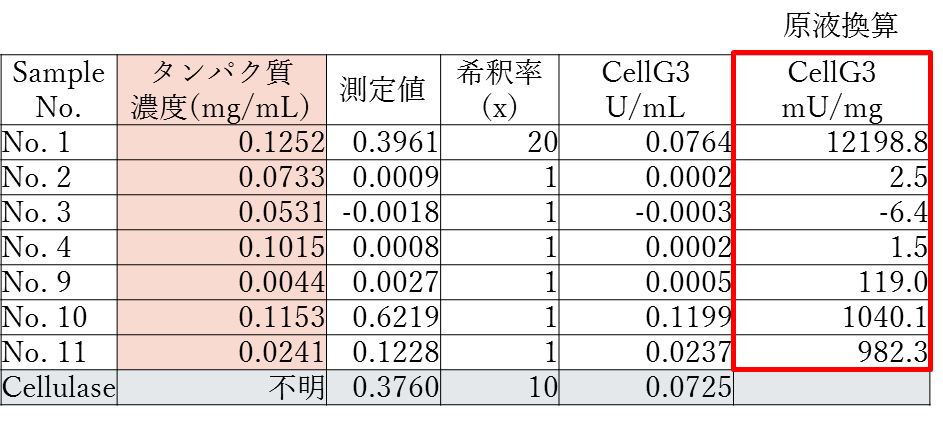 原液換算
Sample No. タンパク質 濃度(mg/mL) 測定値 希釈率 (x) CellG3 U/mL CellG3 mU/mg
No. 1 0.1252 0.3961 20 0.0764 12198.8
No. 2 0.0733 0.0009 1 0.0002 2.5
No. 3 0.0531 -0.0018 1 -0.0003 -6.4
No. 4 0.1015 0.0008 1 0.0002 1.5
No. 9 0.0044 0.0027 1 0.0005 119.0
No. 10 0.1153 0.6219 1 0.1199 1040.1
No. 11 0.0241 0.1228 1 0.0237 982.3
Cellulase 不明 0.3760 10 0.0725